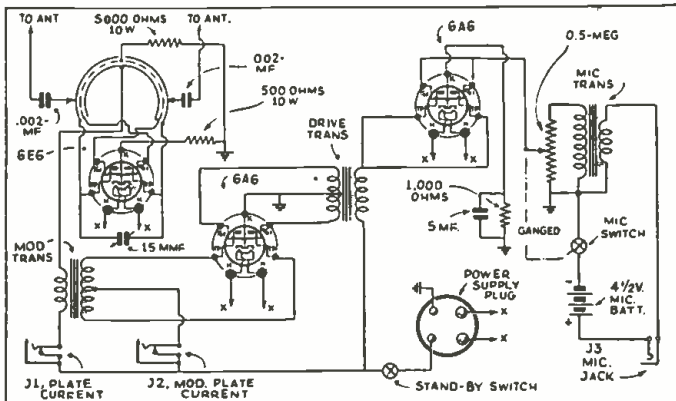 TO ANT
5000 OHMS
10 W
TO ANT.
.002-
MF
500 OHMS
10 W
.002-
MF
6E6
15 MMF
MOD
TRANS
J1, PLATE
CURRENT
J2, MOD. PLATE
CURRENT
6A6
X
X
X
X
DRIVE
TRANS
6A6
X
X
1,000
OHMS
5 MF.
POWER
SUPPLY
PLUG
X
X
STAND-BY SWITCH
0.5-MEG
MIC
TRANS
GANGED
MIC
SWITCH
-
4½V.
MIC.
BATT.
+
J3
MIC.
JACK